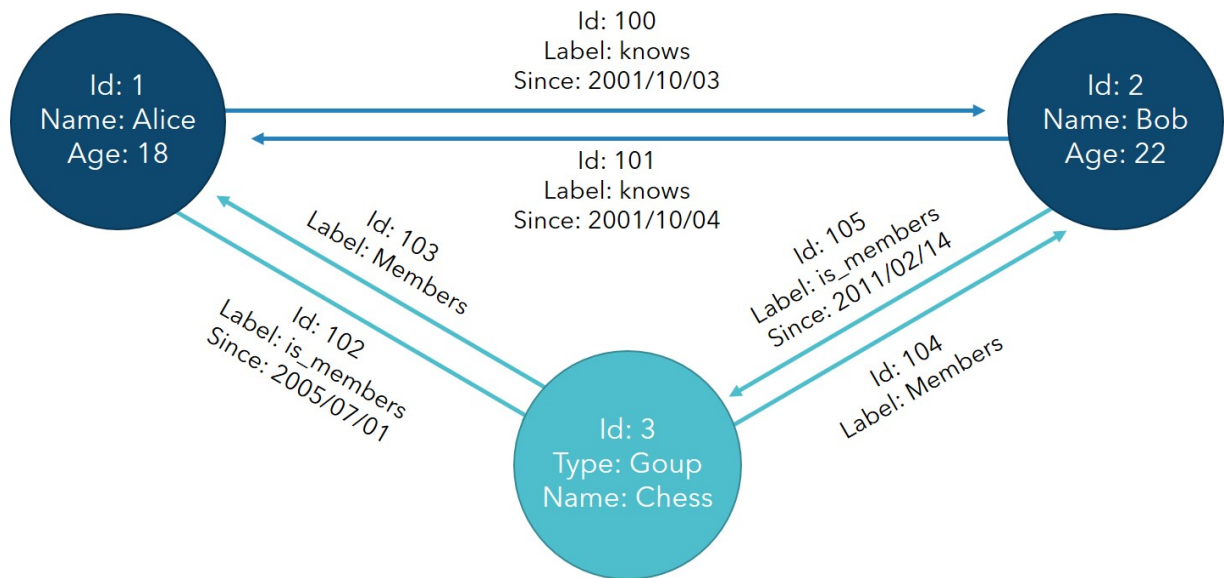 Id: 100
Label: knows
Since: 2001/10/03
Id: 1
Name: Alice
Age: 18
Id: 2
Name: Bob
Age: 22
Id: 101
Label: knows
Since: 2001/10/04
Id: 103
Label: Members
Id: 102
Label: is_members
Since: 2005/07/01
Id: 105
Label: is_members
Since: 2011/02/14
Id: 104
Label: Members
Id: 3
Type: Goup
Name: Chess